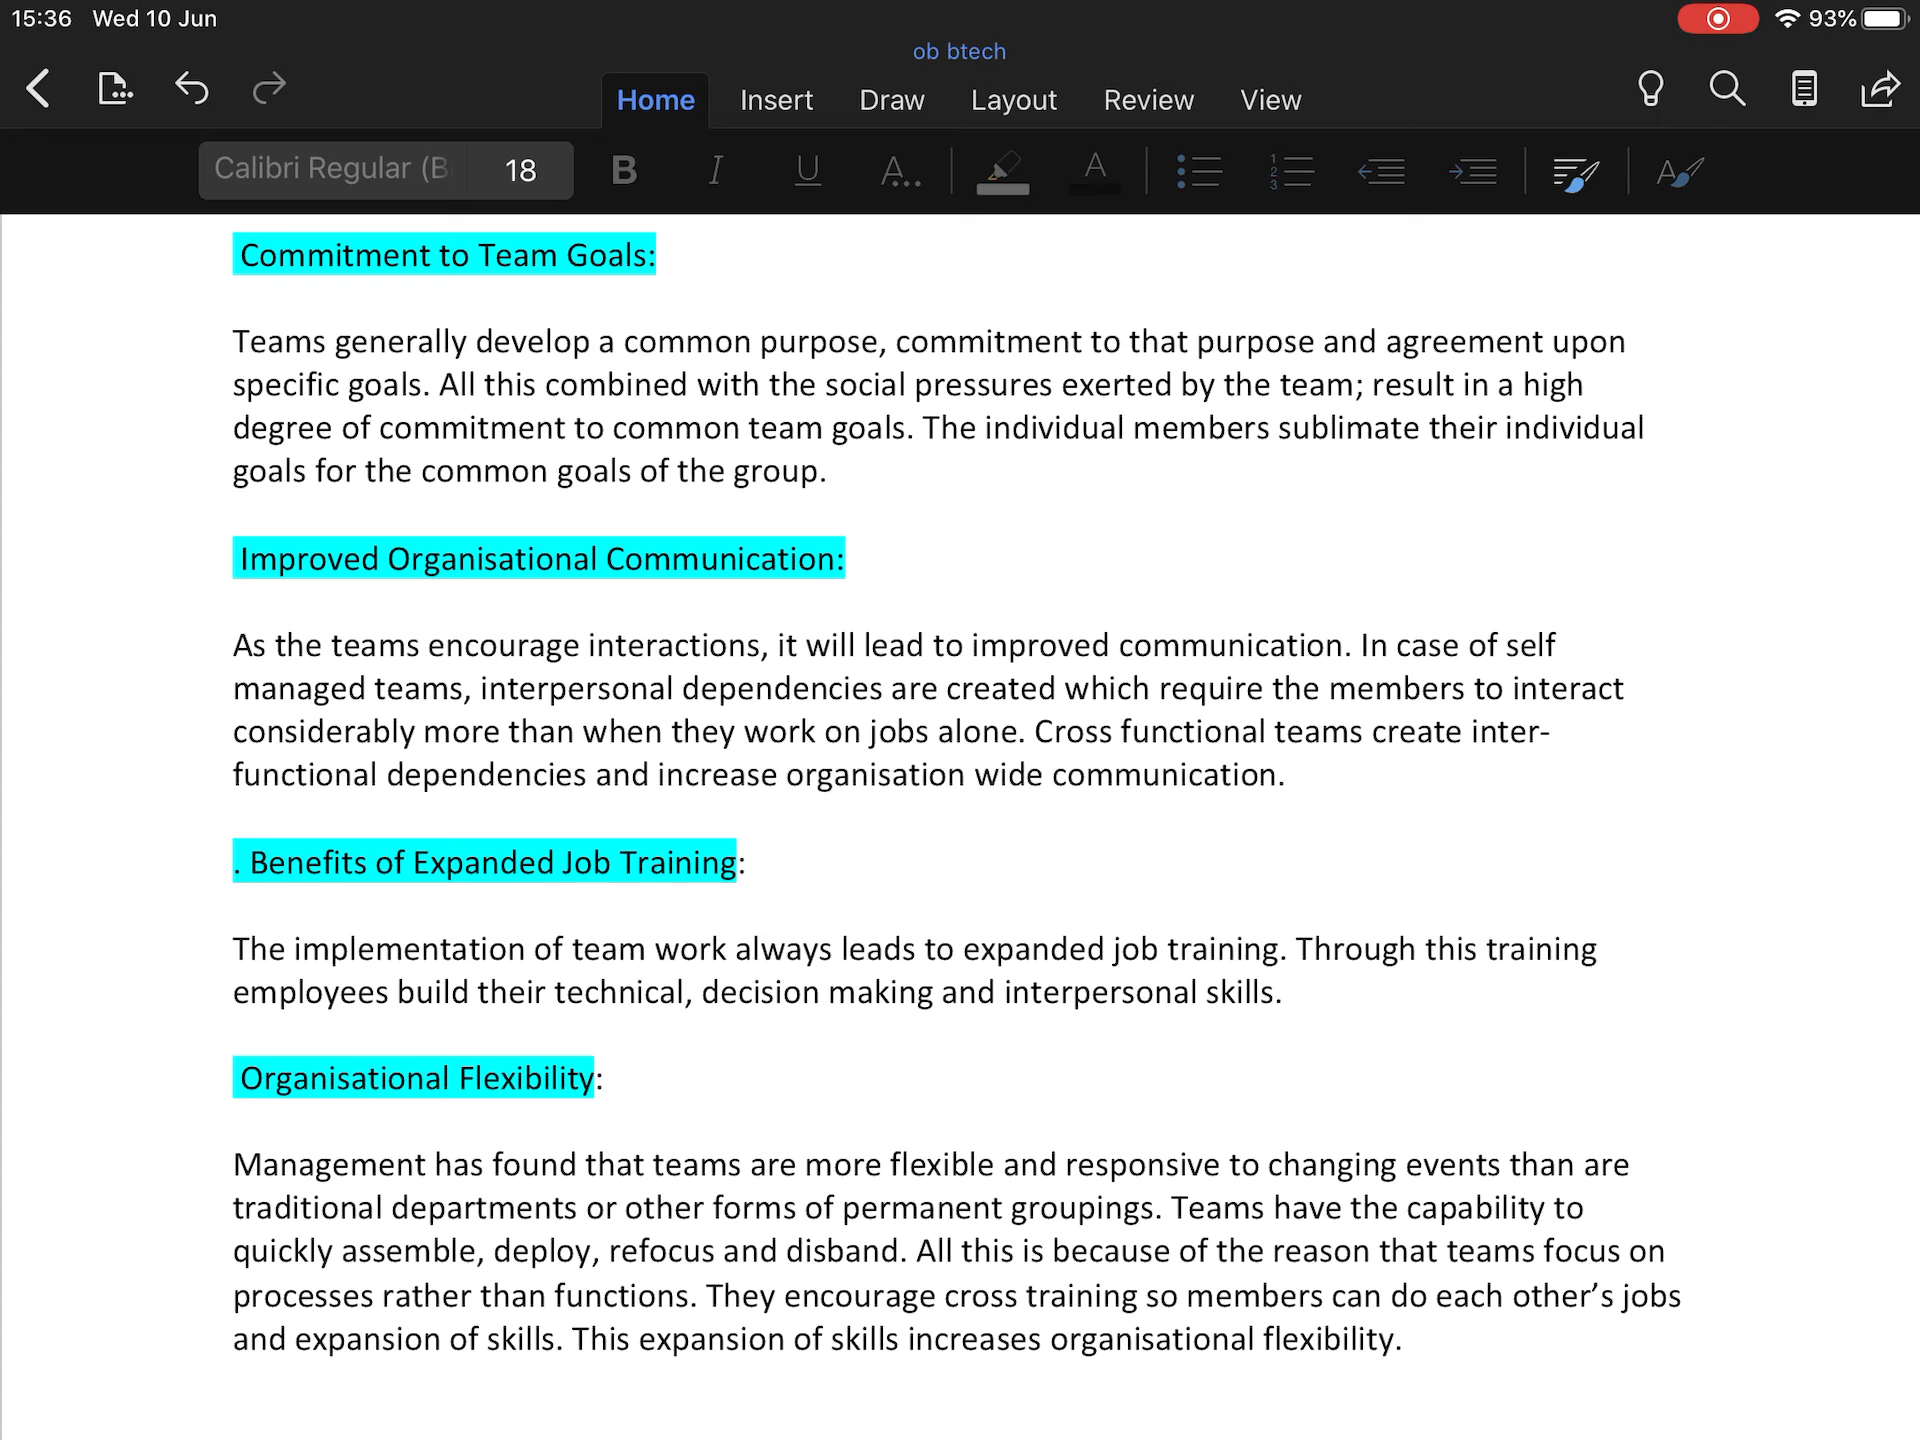 15:36 Wed 10 Jun
93%
ob btech
Home Insert Draw Layout Review View
Calibri Regular (B 18 B I U A... A
Commitment to Team Goals:
Teams generally develop a common purpose, commitment to that purpose and agreement upon
specific goals. All this combined with the social pressures exerted by the team; result in a high
degree of commitment to common team goals. The individual members sublimate their individual
goals for the common goals of the group.
Improved Organisational Communication:
As the teams encourage interactions, it will lead to improved communication. In case of self
managed teams, interpersonal dependencies are created which require the members to interact
considerably more than when they work on jobs alone. Cross functional teams create inter-
functional dependencies and increase organisation wide communication.
. Benefits of Expanded Job Training:
The implementation of team work always leads to expanded job training. Through this training
employees build their technical, decision making and interpersonal skills.
Organisational Flexibility:
Management has found that teams are more flexible and responsive to changing events than are
traditional departments or other forms of permanent groupings. Teams have the capability to
quickly assemble, deploy, refocus and disband. All this is because of the reason that teams focus on
processes rather than functions. They encourage cross training so members can do each other’s jobs
and expansion of skills. This expansion of skills increases organisational flexibility.